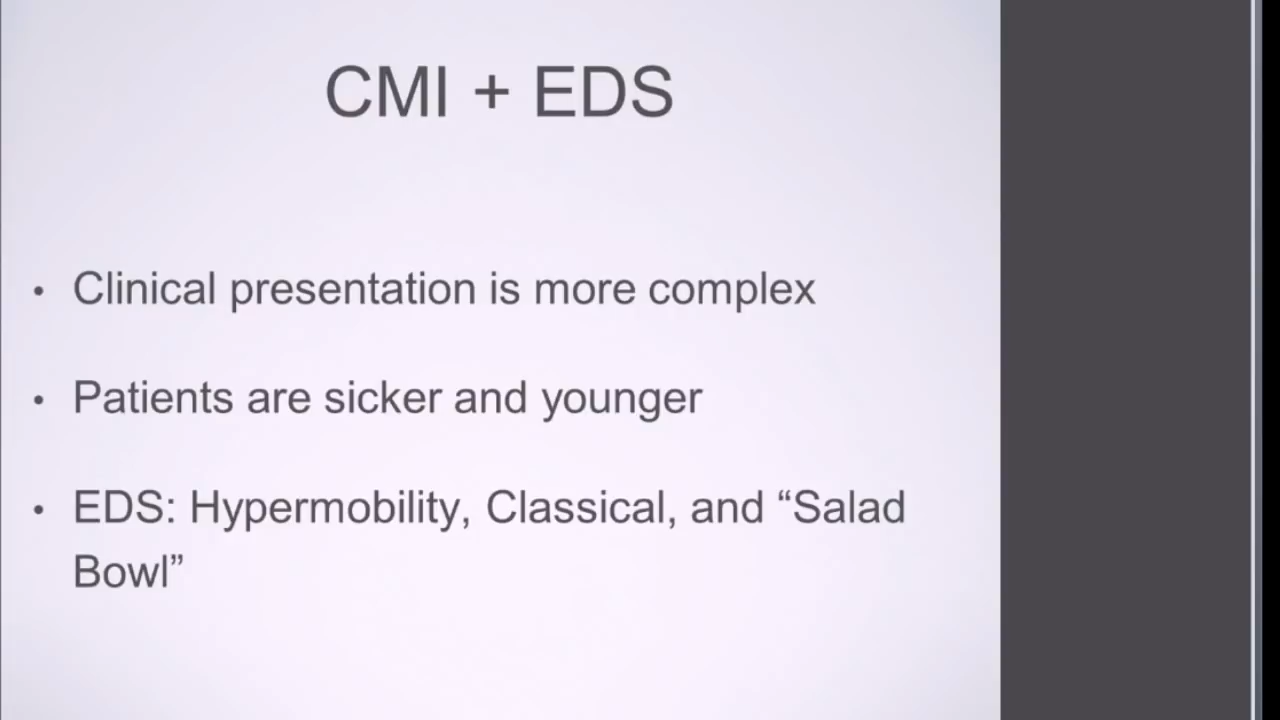 CMI + EDS
• Clinical presentation is more complex
• Patients are sicker and younger
• EDS: Hypermobility, Classical, and “Salad
Bowl”